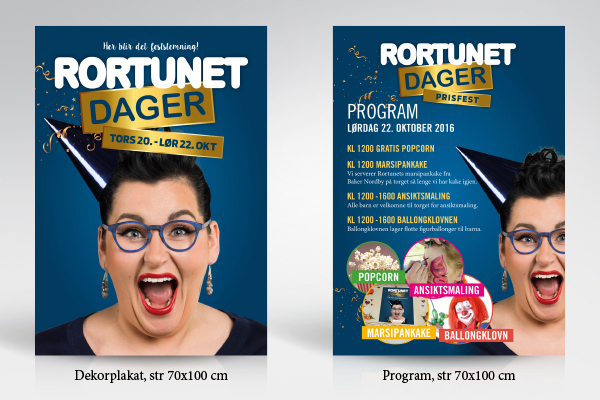 Her blir det feststemning!
RORTUNET
DAGER
TORS 20. - LØR 22. OKT
Dekorplakat, str 70x100 cm
RORTUNET
DAGER
PRISFEST
PROGRAM
LØRDAG 22. OKTOBER 2016
KL 1200 GRATIS POPCORN
KL 1200 MARSIPANKAKE
Vi serverer Rortunets marsipankake fra
Baker Nordby på torget så lenge vi har kake igjen.
KL 1200 -1600 ANSIKTSMALING
Alle barn er velkomne til torget for ansiktsmaling.
KL 1200 -1600 BALLONGKLOVNEN
Ballongklovnen lager flotte figurballonger til barna.
POPCORN
ANSIKTSMALING
MARSIPANKAKE
BALLONGKLOVN
Program, str 70x100 cm